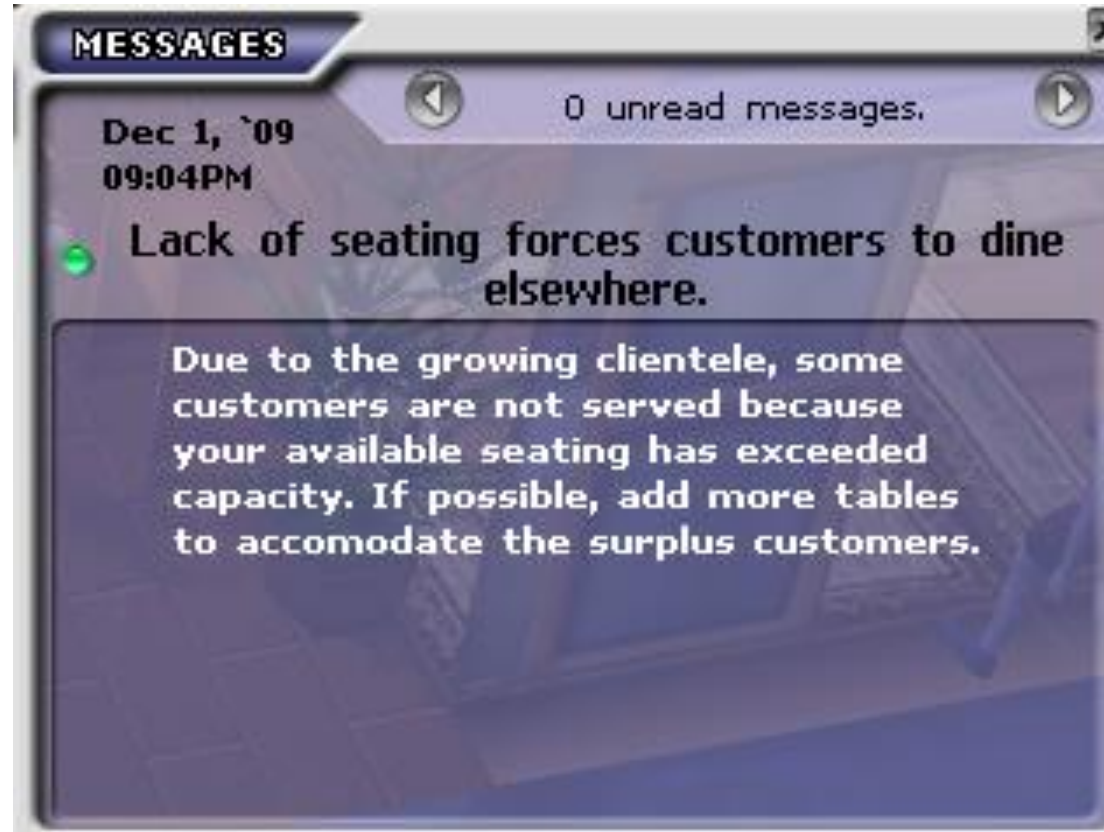 MESSAGES
0 unread messages.
Dec 1, `09
09:04PM
Lack of seating forces customers to dine
elsewhere.
Due to the growing clientele, some
customers are not served because
your available seating has exceeded
capacity. If possible, add more tables
to accomodate the surplus customers.